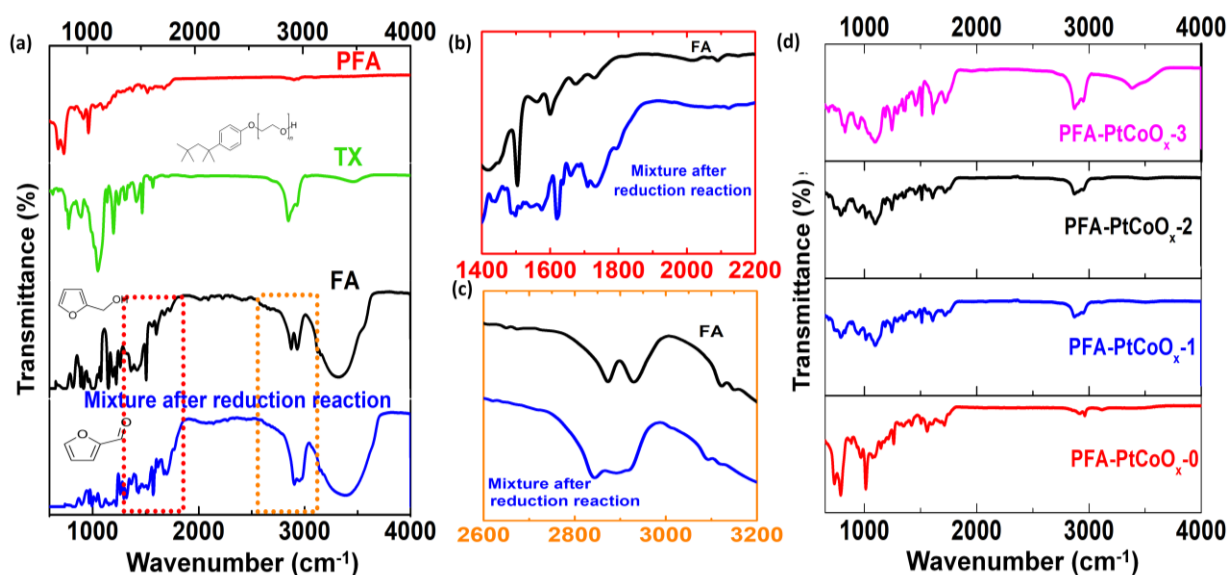 1000 2000 3000 4000
(a)
PFA
TX
O
O
H
n
FA
O
OH
Mixture after reduction reaction
O
O
1000 2000 3000 4000
Wavenumber (cm-1)
Transmittance (%)
(b)
FA
Mixture after
reduction reaction
1400 1600 1800 2000 2200
(c)
FA
Mixture after
reduction reaction
2600 2800 3000 3200
1000 2000 3000 4000
(d)
PFA-PtCoOx-3
PFA-PtCoOx-2
PFA-PtCoOx-1
PFA-PtCoOx-0
1000 2000 3000 4000
Wavenumber (cm-1)
Transmittance (%)